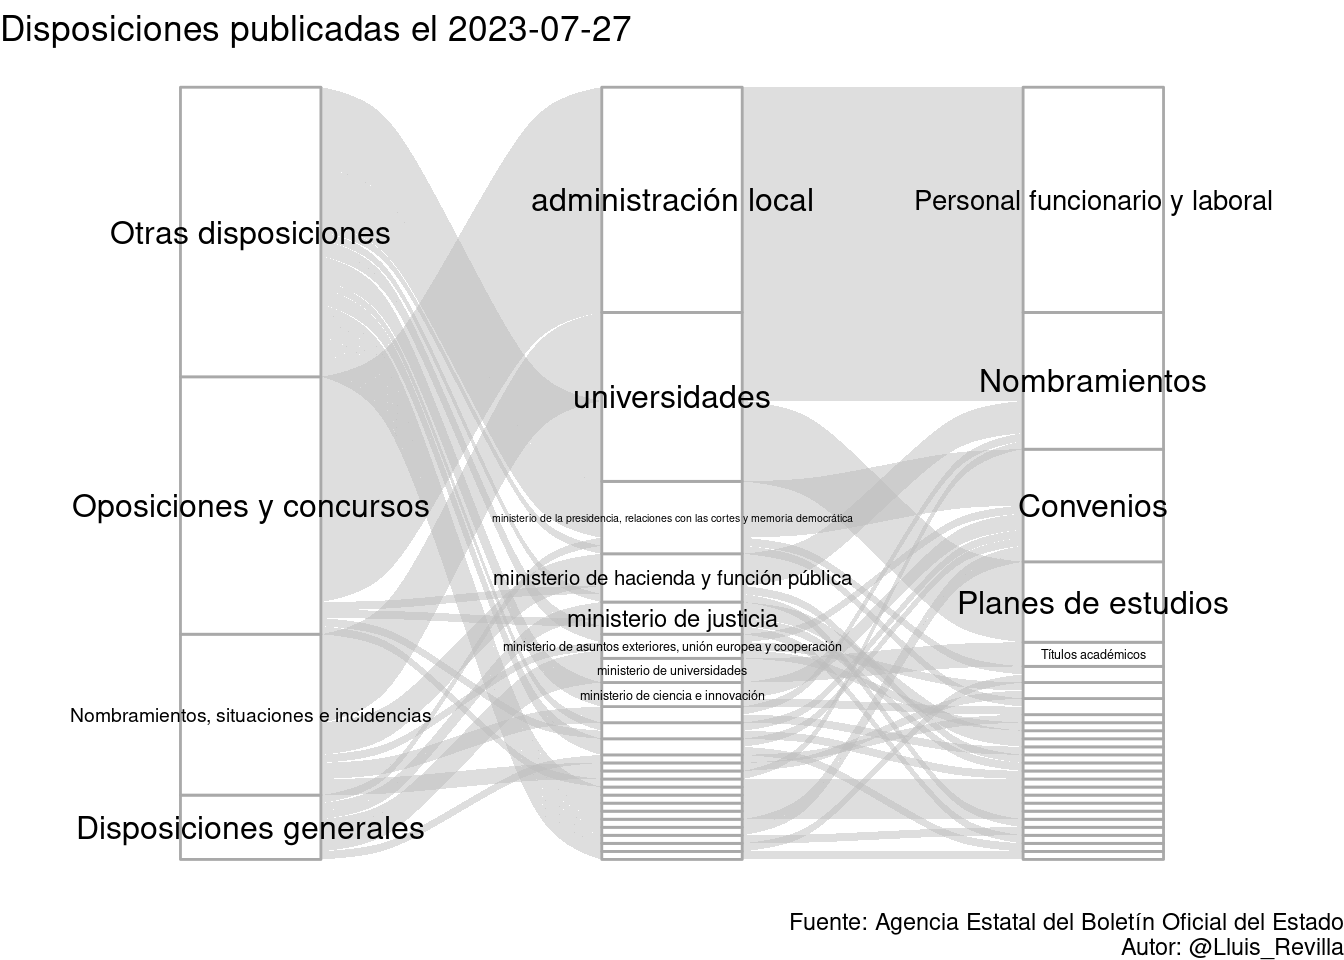 Disposiciones publicadas el 2023-07-27
Otras disposiciones
Oposiciones y concursos
Nombramientos, situaciones e incidencias
Disposiciones generales
administración local
universidades
ministerio de la presidencia, relaciones con las cortes y memoria democrática
ministerio de hacienda y función pública
ministerio de justicia
ministerio de asuntos exteriores, unión europea y cooperación
ministerio de universidades
ministerio de ciencia e innovación
Personal funcionario y laboral
Nombramientos
Convenios
Planes de estudios
Títulos académicos
Fuente: Agencia Estatal del Boletín Oficial del Estado
Autor: @Lluis_Revilla